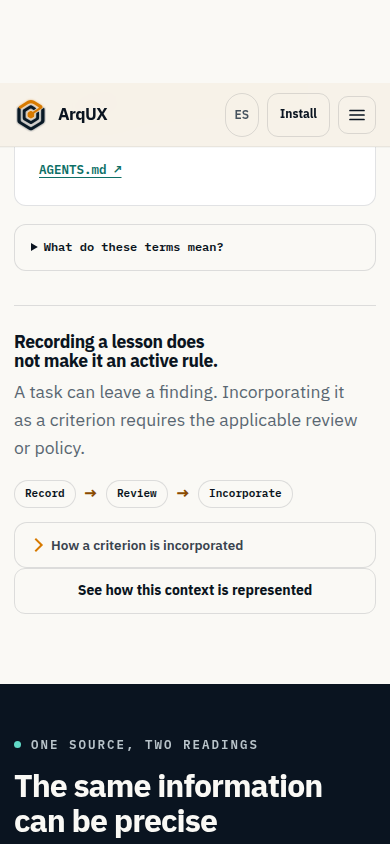 ArqUX
ES
Install
AGENTS.md ↗
▶ What do these terms mean?
Recording a lesson does
not make it an active rule.
A task can leave a finding. Incorporating it
as a criterion requires the applicable review
or policy.
Record → Review → Incorporate
How a criterion is incorporated
See how this context is represented
ONE SOURCE, TWO READINGS
The same information
can be precise